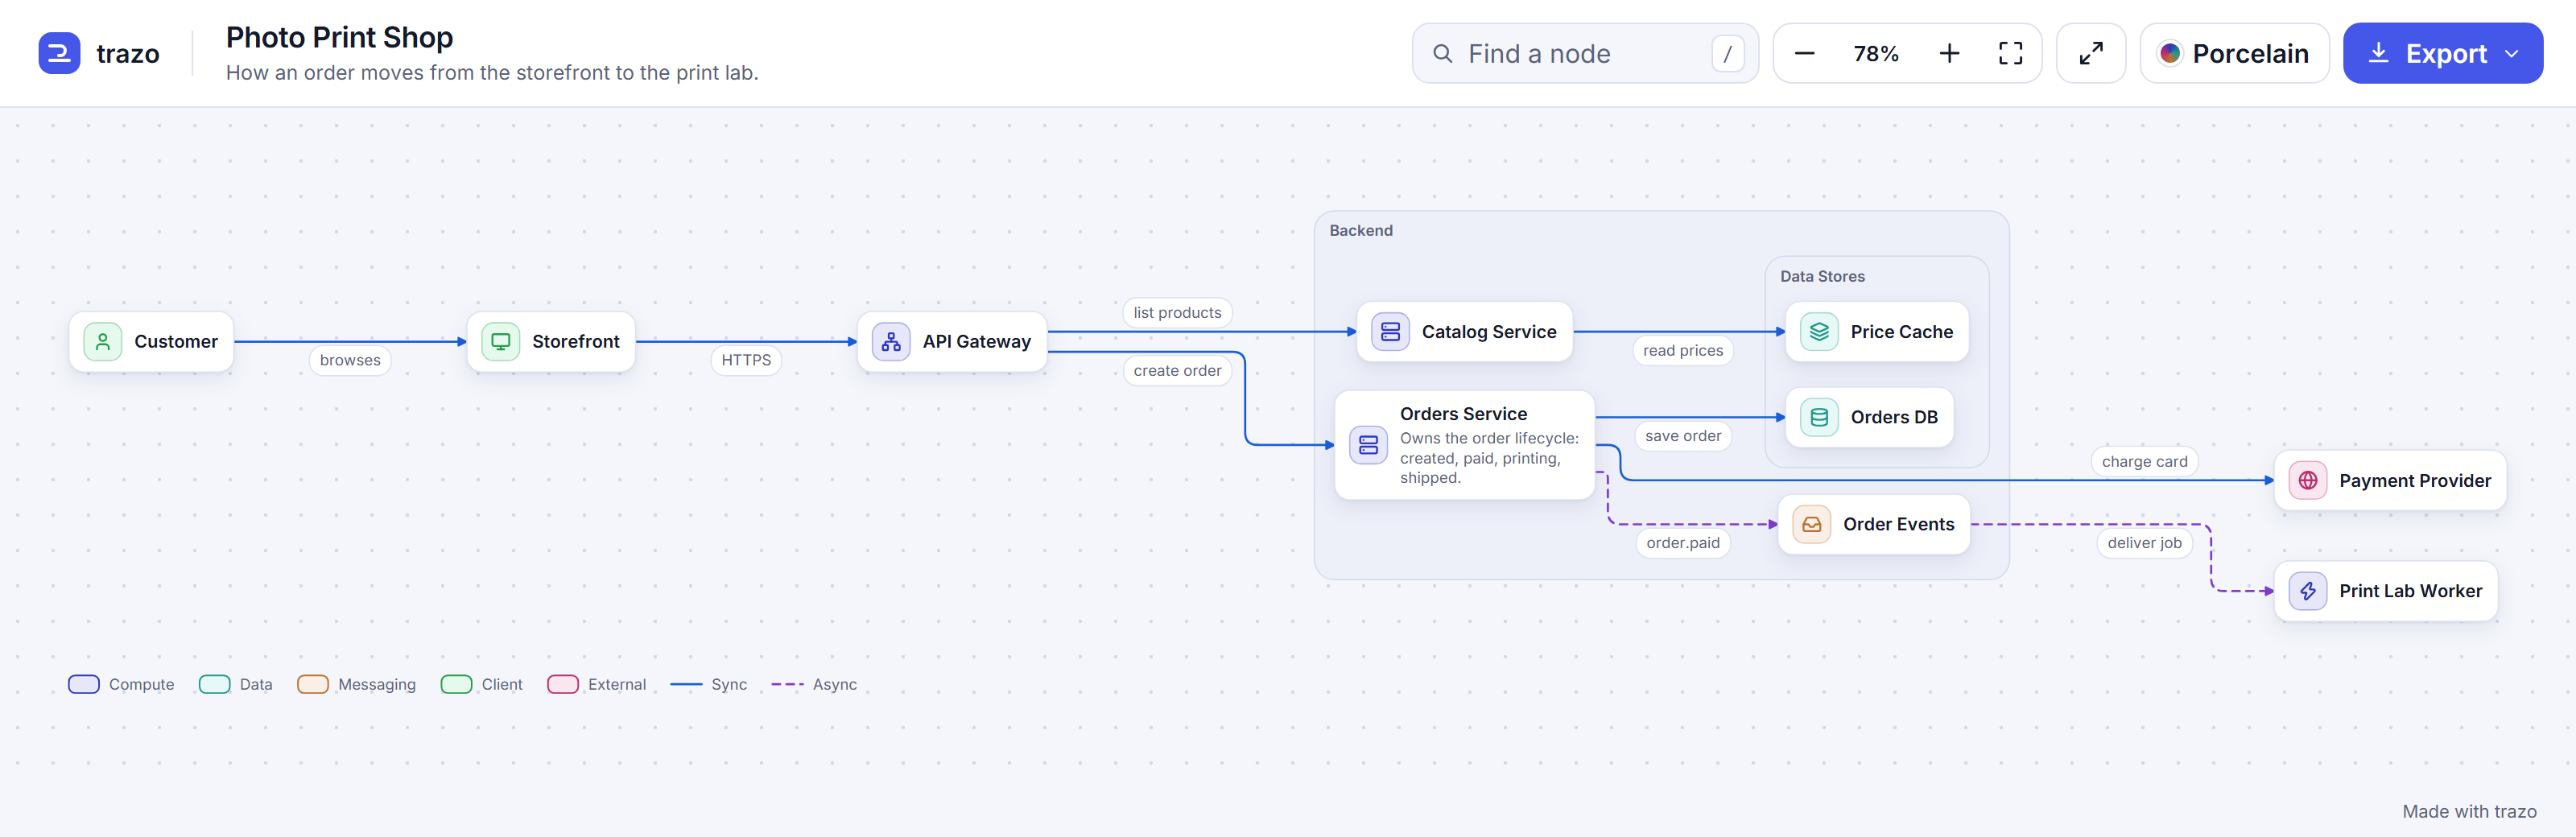 trazo
Photo Print Shop
How an order moves from the storefront to the print lab.
Find a node
/
78%
Porcelain
Export
Backend
Data Stores
Customer
browses
Storefront
HTTPS
API Gateway
list products
create order
Catalog Service
read prices
Price Cache
Orders Service
Owns the order lifecycle:
created, paid, printing,
shipped.
save order
Orders DB
charge card
Payment Provider
order.paid
Order Events
deliver job
Print Lab Worker
Compute
Data
Messaging
Client
External
Sync
Async
Made with trazo